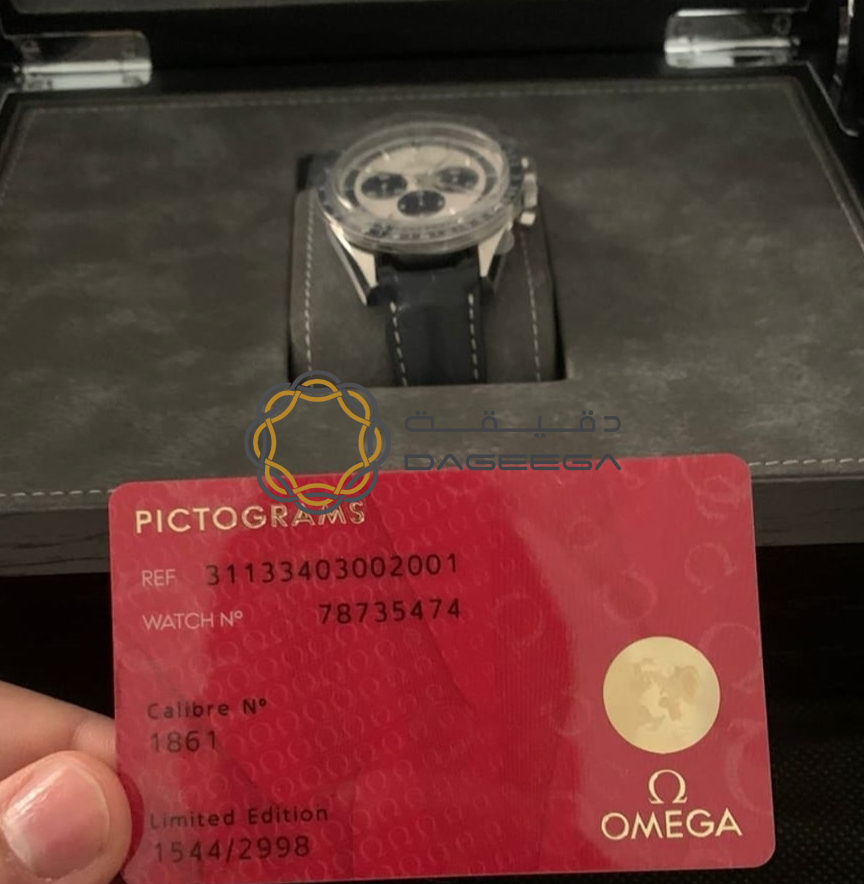 دقيقة
DAGEEGA
PICTOGRAMS
REF 31133403002001
WATCH Nº 78735474
Calibre Nº
1861
Limited Edition
1544/2998
Ω
OMEGA